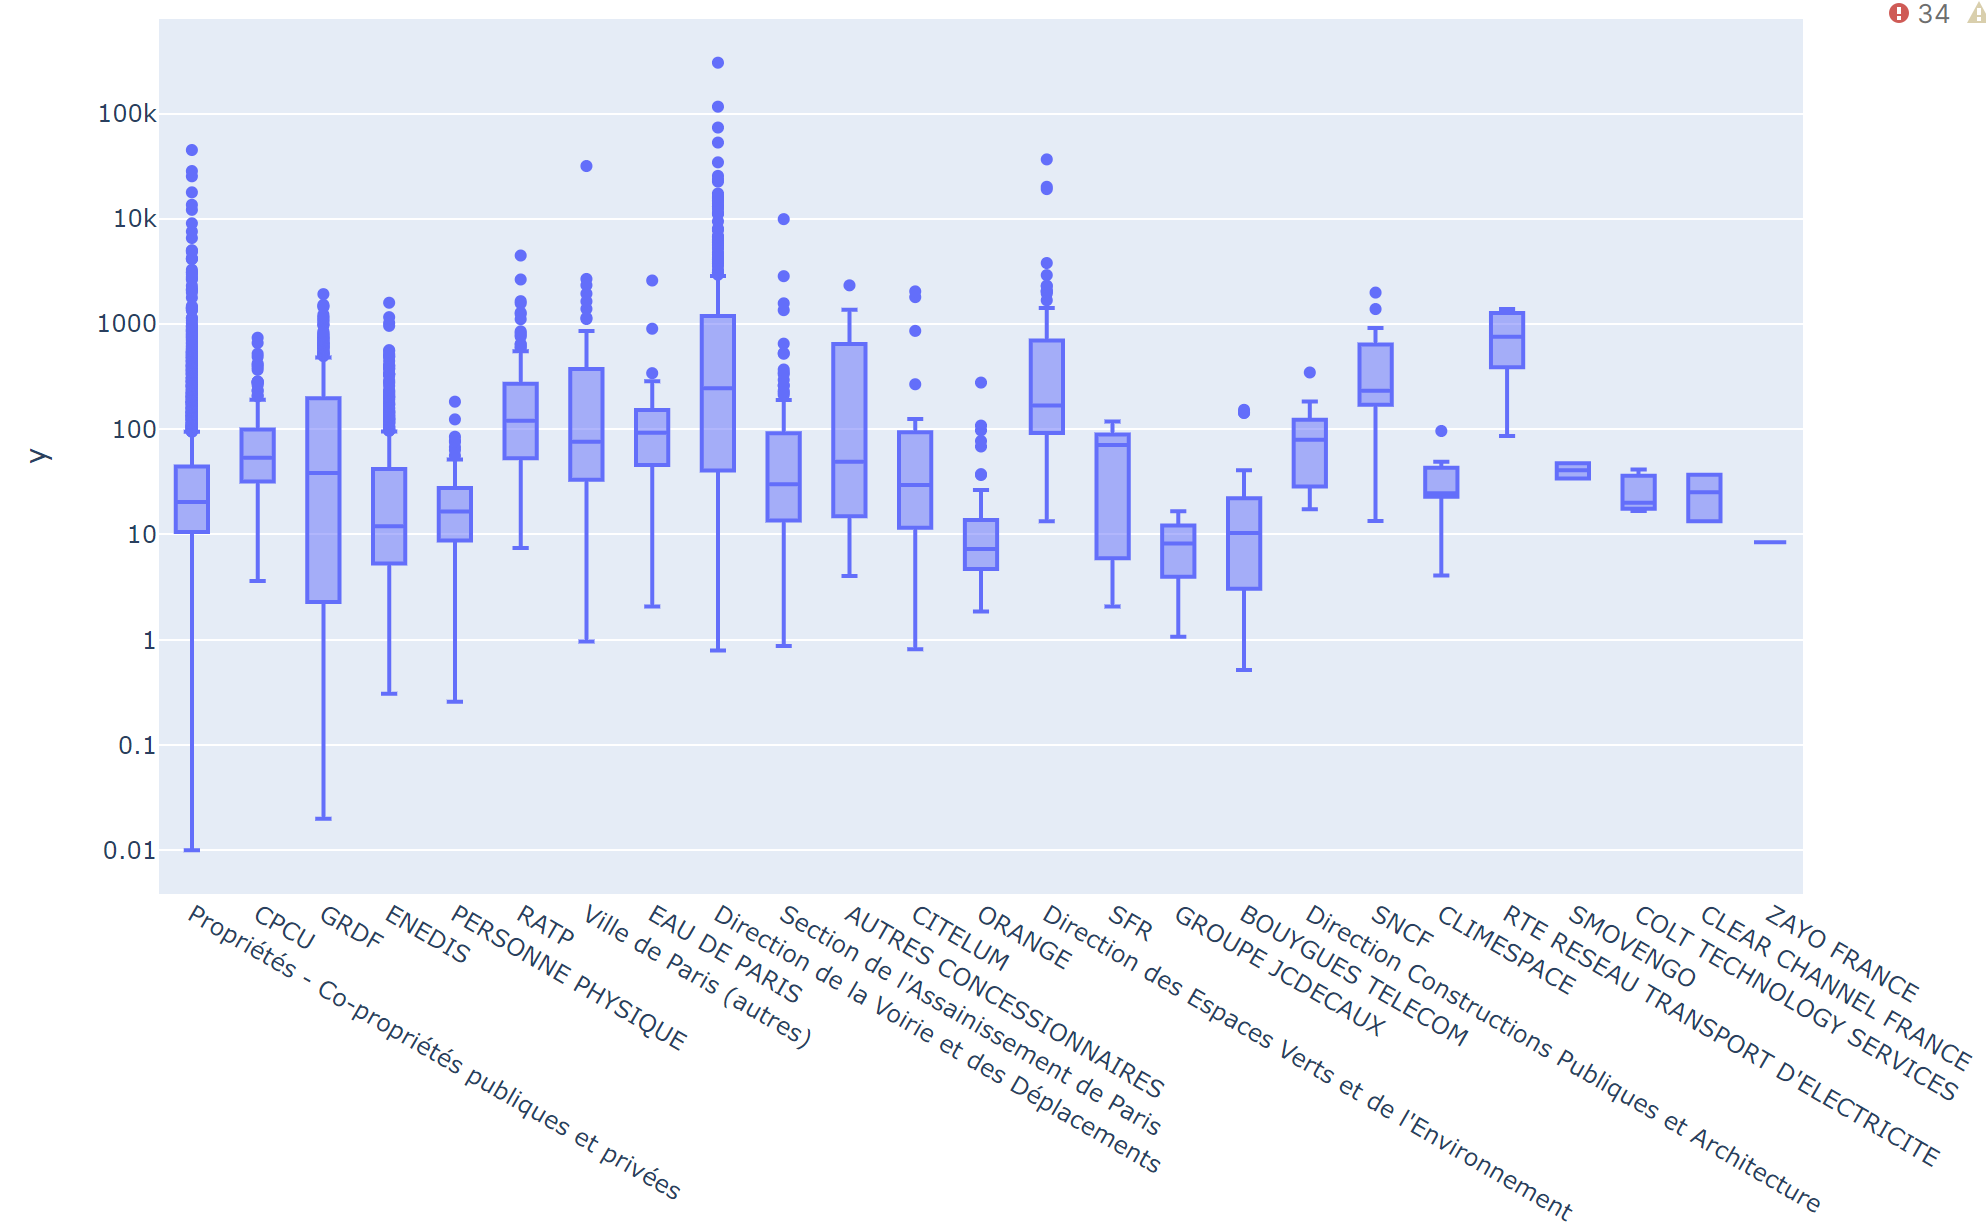 34
100k
10k
1000
100
10
1
0.1
0.01
y
Propriétés - Co-propriétés publiques et privées
CPCU
GRDF
ENEDIS
PERSONNE PHYSIQUE
RATP
Ville de Paris (autres)
EAU DE PARIS
Direction de la Voirie et des Déplacements
Section de l'Assainissement de Paris
AUTRES CONCESSIONNAIRES
CITELUM
ORANGE
Direction des Espaces Verts et de l'Environnement
SFR
GROUPE JCDECAUX
BOUYGUES TELECOM
Direction Constructions Publiques et Architecture
SNCF
CLIMESPACE
RTE RESEAU TRANSPORT D'ELECTRICITE
SMOVENGO
COLT TECHNOLOGY SERVICES
CLEAR CHANNEL FRANCE
ZAYO FRANCE